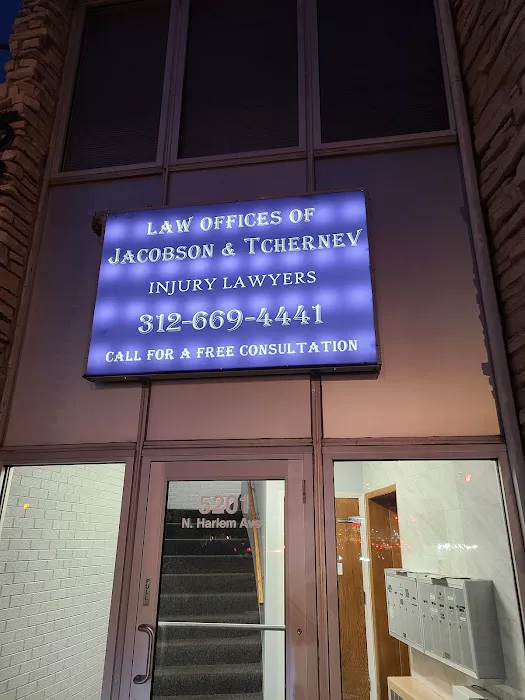 LAW OFFICES OF
JACOBSON & TCHERNEV
INJURY LAWYERS
312-669-4441
CALL FOR A FREE CONSULTATION
5201
N. Harlem Ave